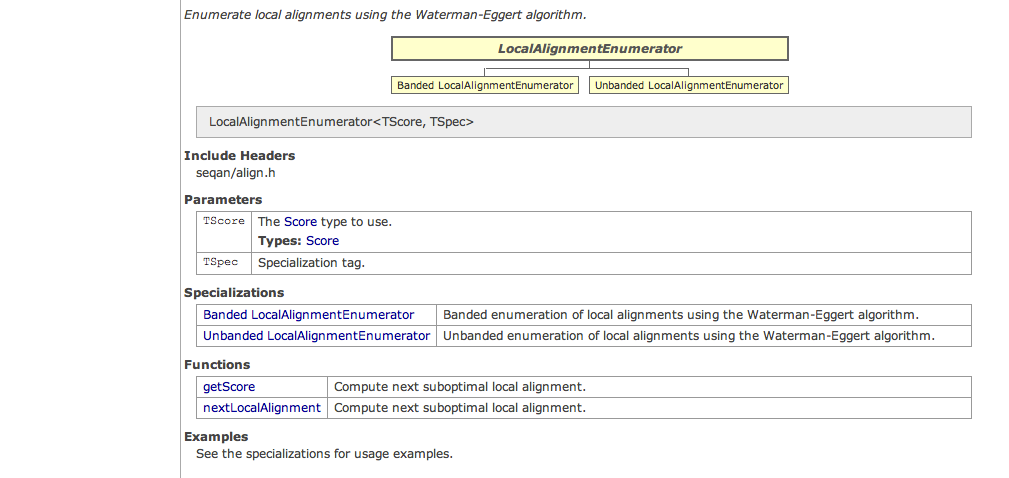 Enumerate local alignments using the Waterman-Eggert algorithm.
LocalAlignmentEnumerator
Banded LocalAlignmentEnumerator Unbanded LocalAlignmentEnumerator
LocalAlignmentEnumerator<TScore, TSpec>
Include Headers
seqan/align.h
Parameters
TScore The Score type to use.
Types: Score
TSpec Specialization tag.
Specializations
Banded LocalAlignmentEnumerator Banded enumeration of local alignments using the Waterman-Eggert algorithm.
Unbanded LocalAlignmentEnumerator Unbanded enumeration of local alignments using the Waterman-Eggert algorithm.
Functions
getScore Compute next suboptimal local alignment.
nextLocalAlignment Compute next suboptimal local alignment.
Examples
See the specializations for usage examples.